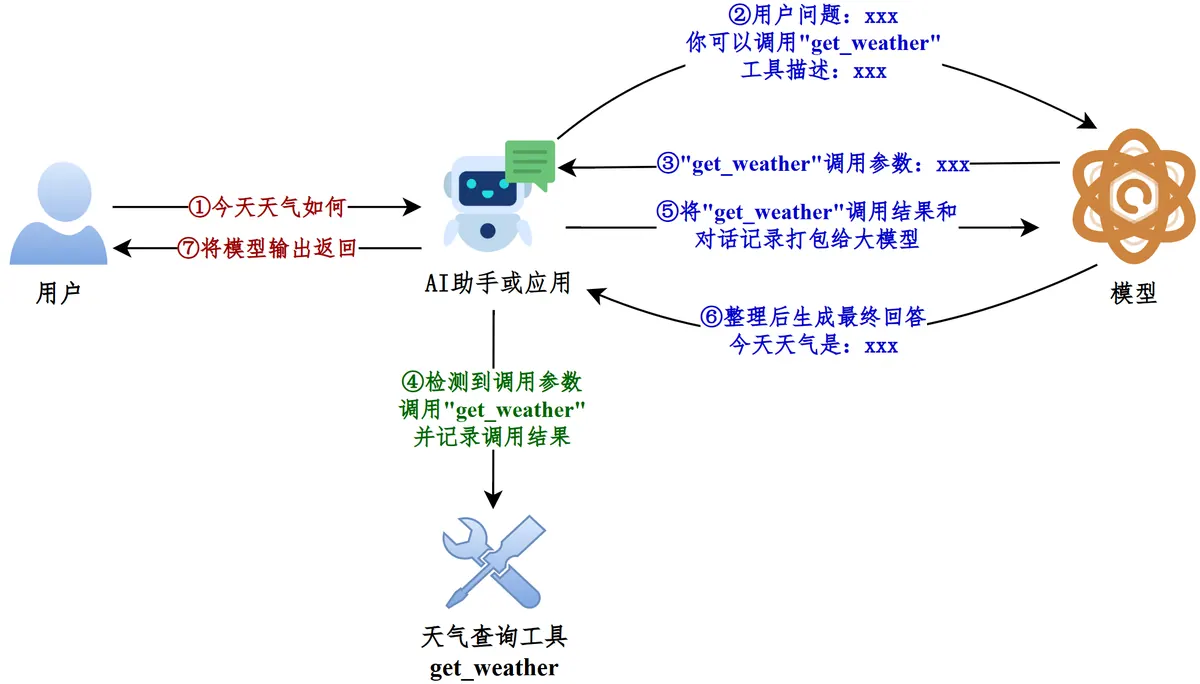 ②用户问题：xxx
你可以调用"get_weather"
工具描述：xxx
③"get_weather"调用参数：xxx
①今天天气如何
⑤将"get_weather"调用结果和
对话记录打包给大模型
⑦将模型输出返回
AI助手或应用
用户
模型
⑥整理后生成最终回答
今天天气是：xxx
④检测到调用参数
调用"get_weather"
并记录调用结果
天气查询工具
get_weather